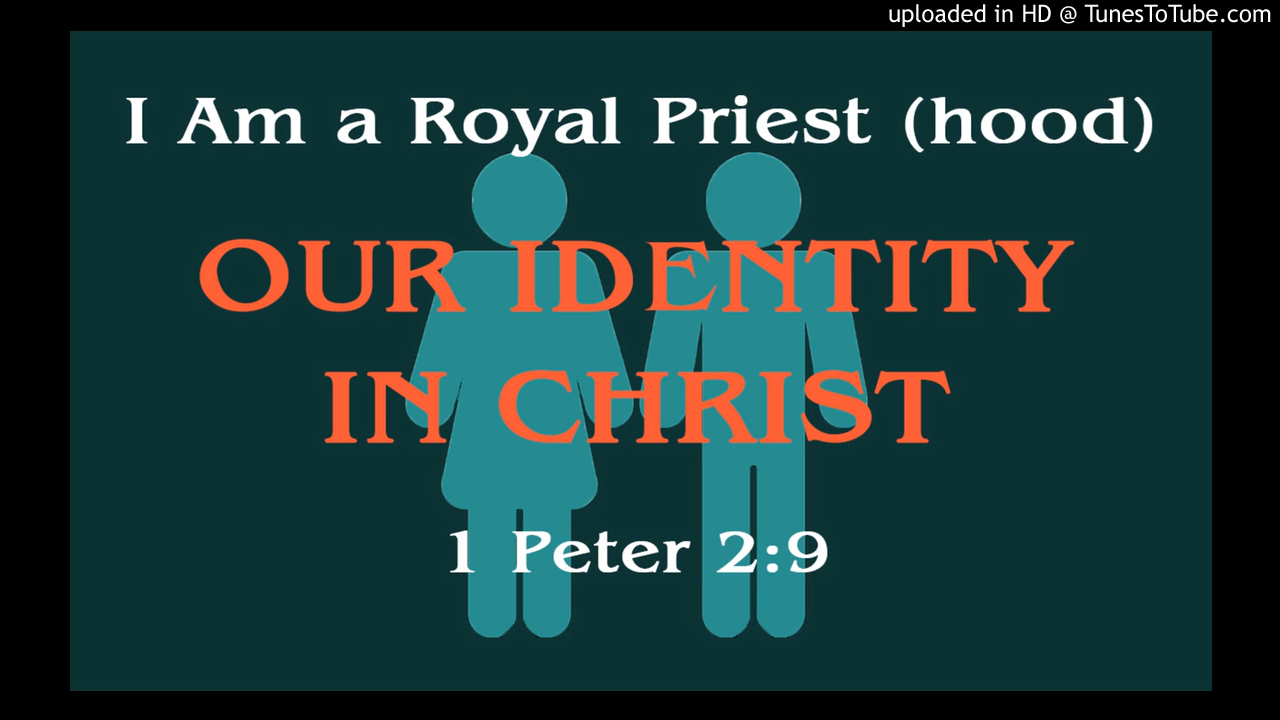 uploaded in HD @ TunesToTube.com
I Am a Royal Priest (hood)
OUR IDENTITY
IN CHRIST
1 Peter 2:9